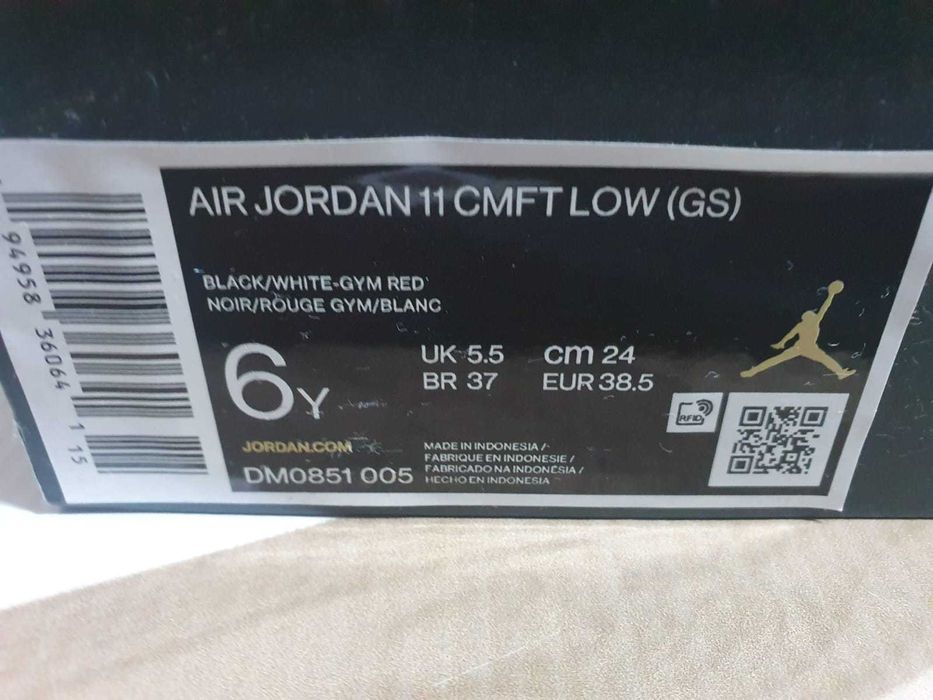 AIR JORDAN 11 CMFT LOW (GS)
BLACK/WHITE-GYM RED
NOIR/ROUGE GYM/BLANC
6Y
UK 5.5 cm 24
BR 37 EUR 38.5
JORDAN.COM
DM0851 005
MADE IN INDONESIA /
FABRIQUE EN INDONESIE /
FABRICADO NA INDONÉSIA /
HECHO EN INDONESIA
RFID
94958 36064 1 15